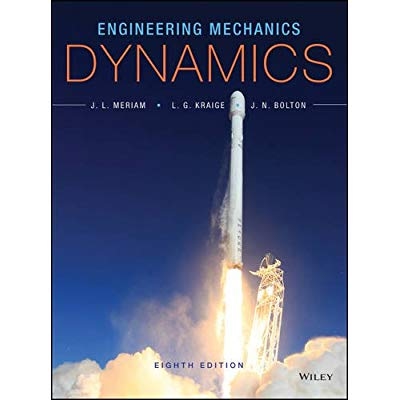 ENGINEERING MECHANICS
DYNAMICS
J. L. MERIAM • L. G. KRAIGE • J. N. BOLTON
EIGHTH EDITION
WILEY